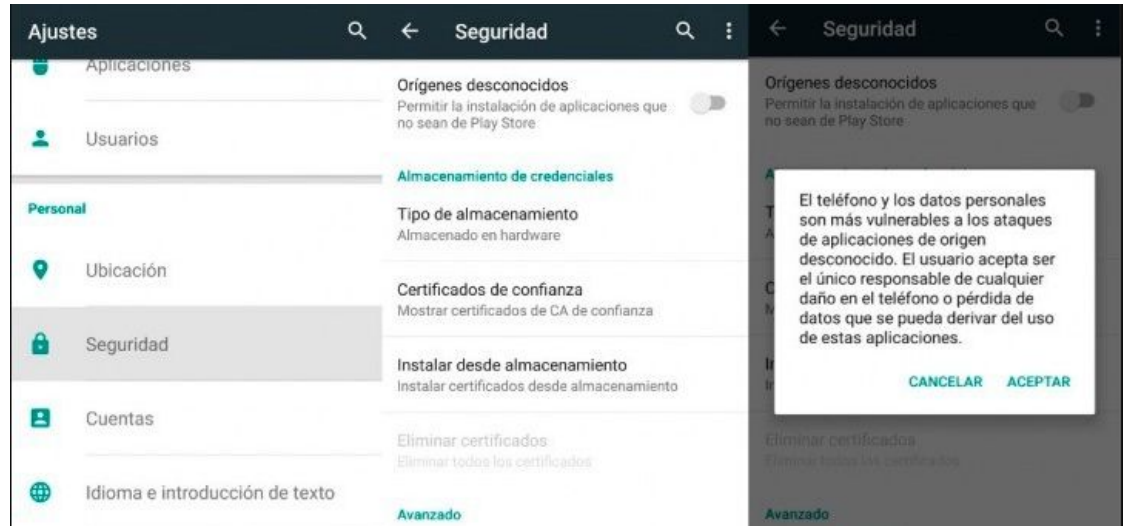 Ajustes
Aplicaciones
Usuarios
Personal
Ubicación
Seguridad
Cuentas
Idioma e introducción de texto
Seguridad
Orígenes desconocidos
Permitir la instalación de aplicaciones que
no sean de Play Store
Almacenamiento de credenciales
Tipo de almacenamiento
Almacenado en hardware
Certificados de confianza
Mostrar certificados de CA de confianza
Instalar desde almacenamiento
Instalar certificados desde almacenamiento
Eliminar certificados
Eliminar todos los certificados
Avanzado
Seguridad
Orígenes desconocidos
Permitir la instalación de aplicaciones que
no sean de Play Store
El teléfono y los datos personales
son más vulnerables a los ataques
de aplicaciones de origen
desconocido. El usuario acepta ser
el único responsable de cualquier
daño en el teléfono o pérdida de
datos que se pueda derivar del uso
de estas aplicaciones.
CANCELAR ACEPTAR
Eliminar certificados
Eliminar todos los certificados
Avanzado